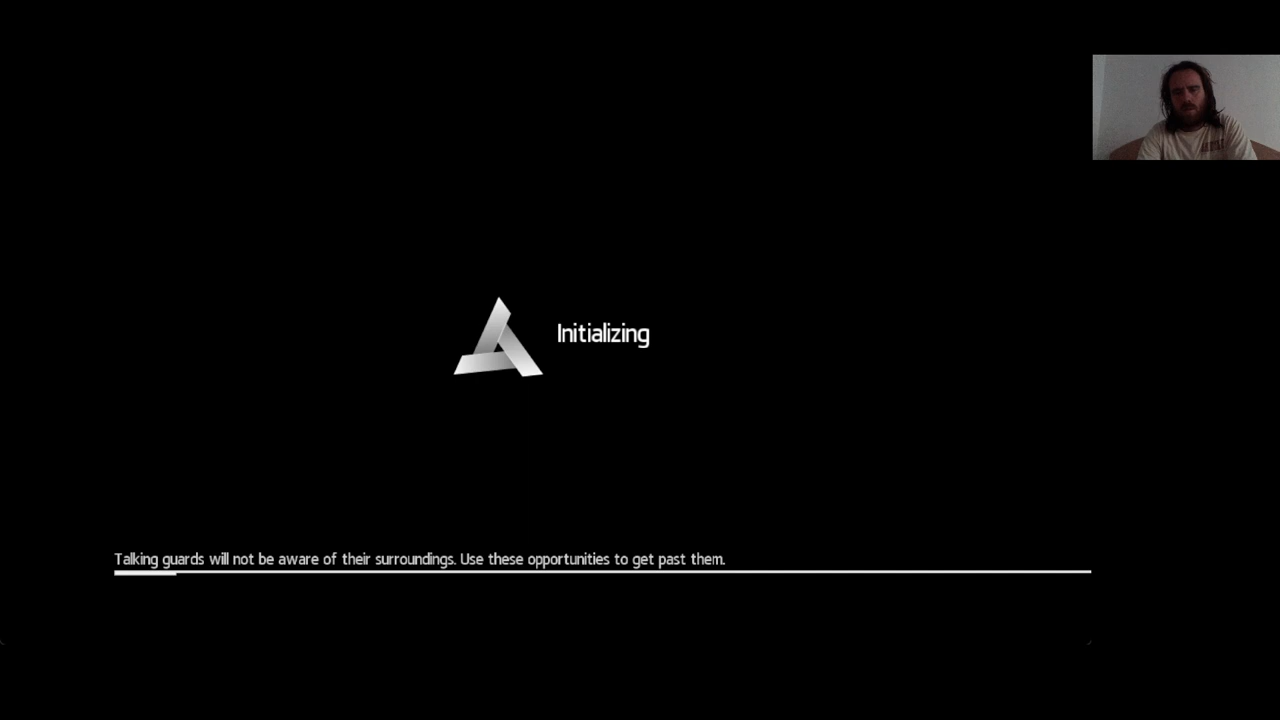 Initializing
Talking guards will not be aware of their surroundings. Use these opportunities to get past them.